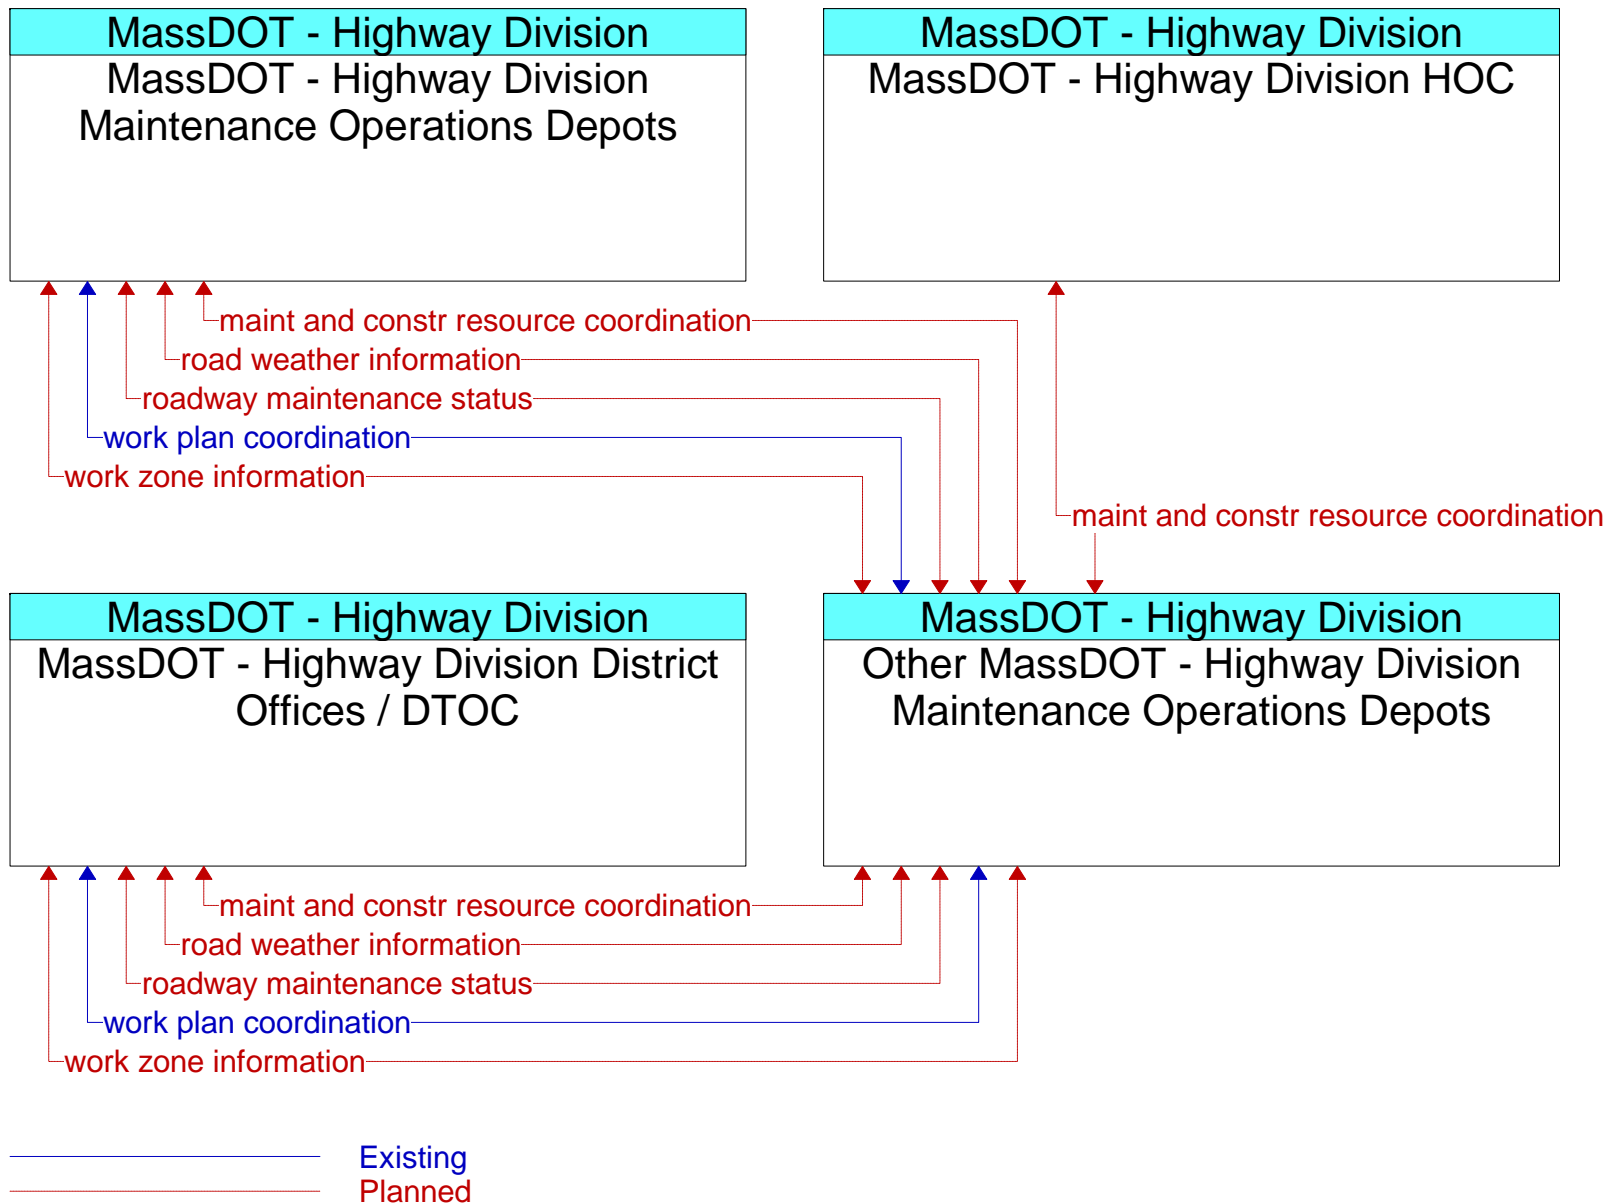 MassDOT - Highway Division
MassDOT - Highway Division
Maintenance Operations Depots
MassDOT - Highway Division
MassDOT - Highway Division HOC
maint and constr resource coordination
road weather information
roadway maintenance status
work plan coordination
work zone information
maint and constr resource coordination
MassDOT - Highway Division
MassDOT - Highway Division District
Offices / DTOC
MassDOT - Highway Division
Other MassDOT - Highway Division
Maintenance Operations Depots
maint and constr resource coordination
road weather information
roadway maintenance status
work plan coordination
work zone information
Existing
Planned